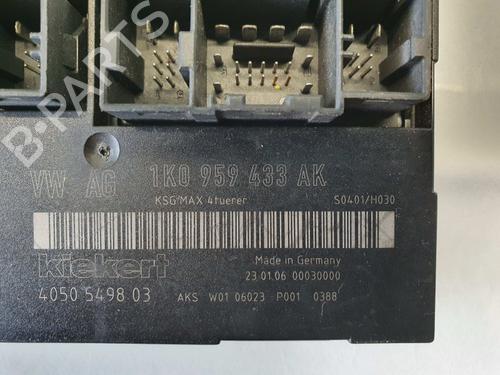 B-PARTS
VW AG 1K0 959 433 AK
KSG MAX 4tuerer S0401/H030
kiekert
Made in Germany
23.01.06 00030000
4050 5498 03
AKS W01 06023 P001 0388